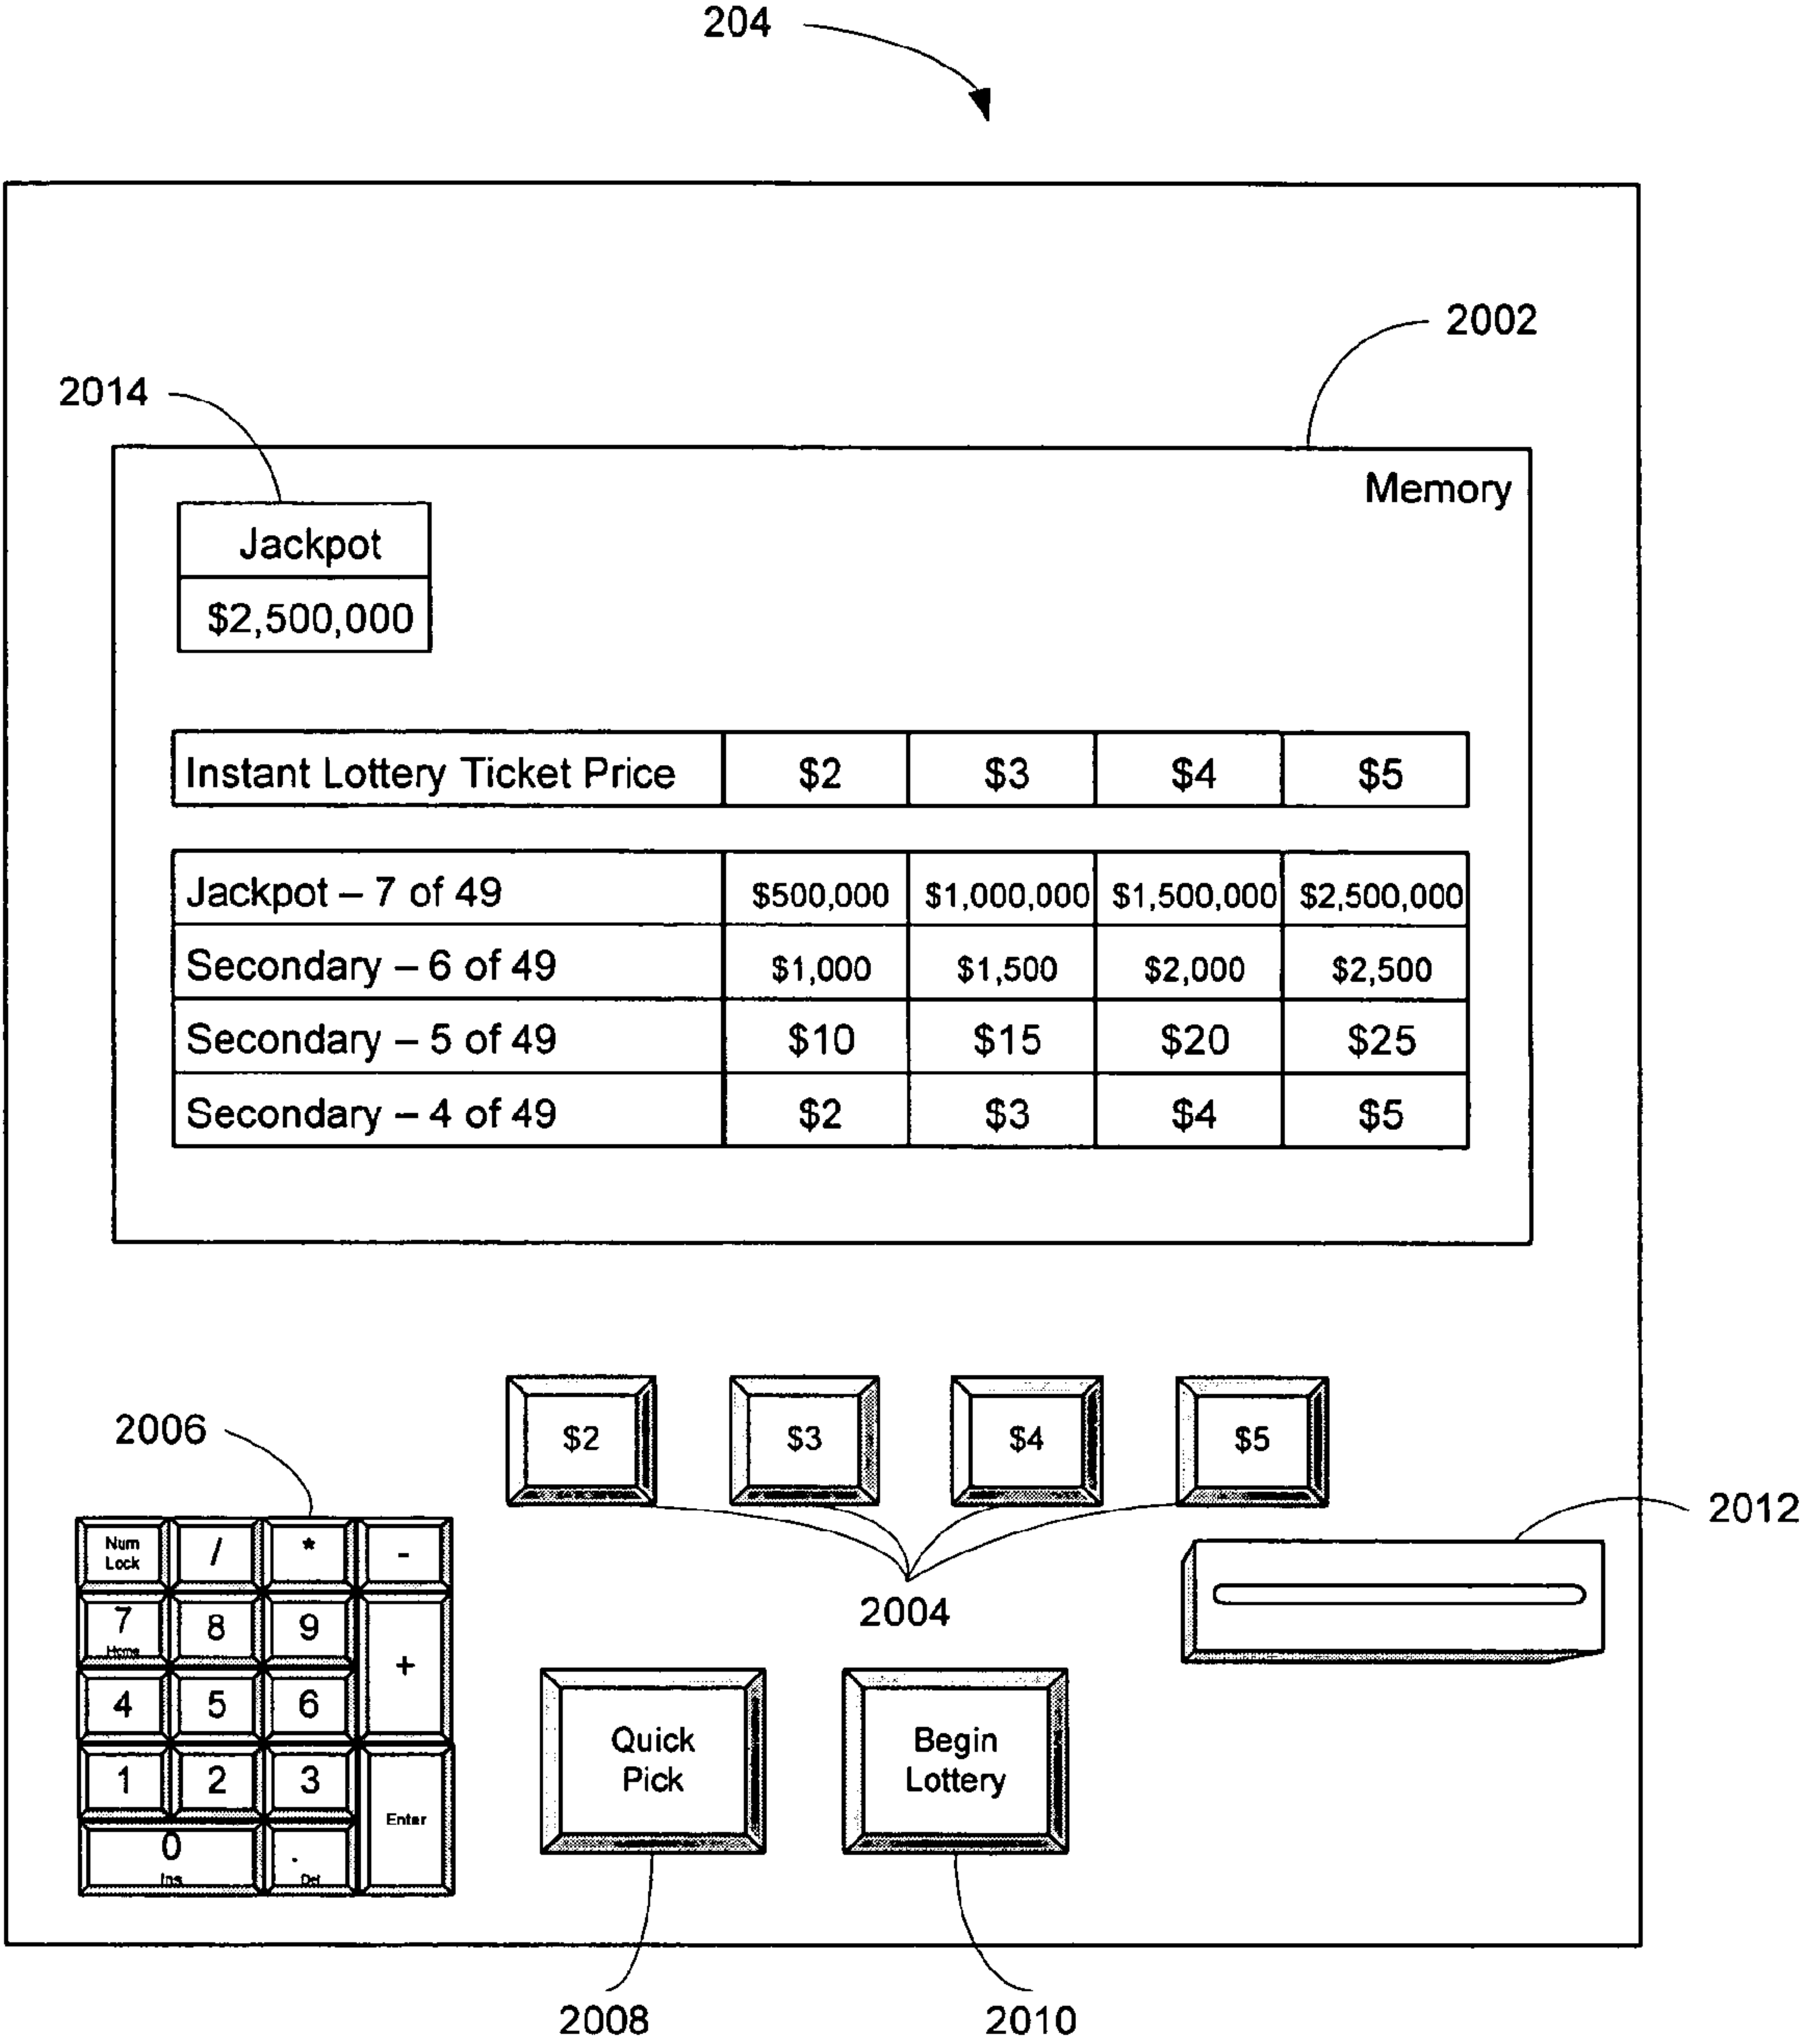 204
2002
2014
Memory
Jackpot
$2,500,000
Instant Lottery Ticket Price $2 $3 $4 $5
Jackpot – 7 of 49 $500,000 $1,000,000 $1,500,000 $2,500,000
Secondary – 6 of 49 $1,000 $1,500 $2,000 $2,500
Secondary – 5 of 49 $10 $15 $20 $25
Secondary – 4 of 49 $2 $3 $4 $5
$2 $3 $4 $5
2006
2012
2004
Num
Lock
/ * -
7 8 9
Home
+
4 5 6
1 2 3
Enter
0 .
Ins Del
Quick
Pick
Begin
Lottery
2008 2010